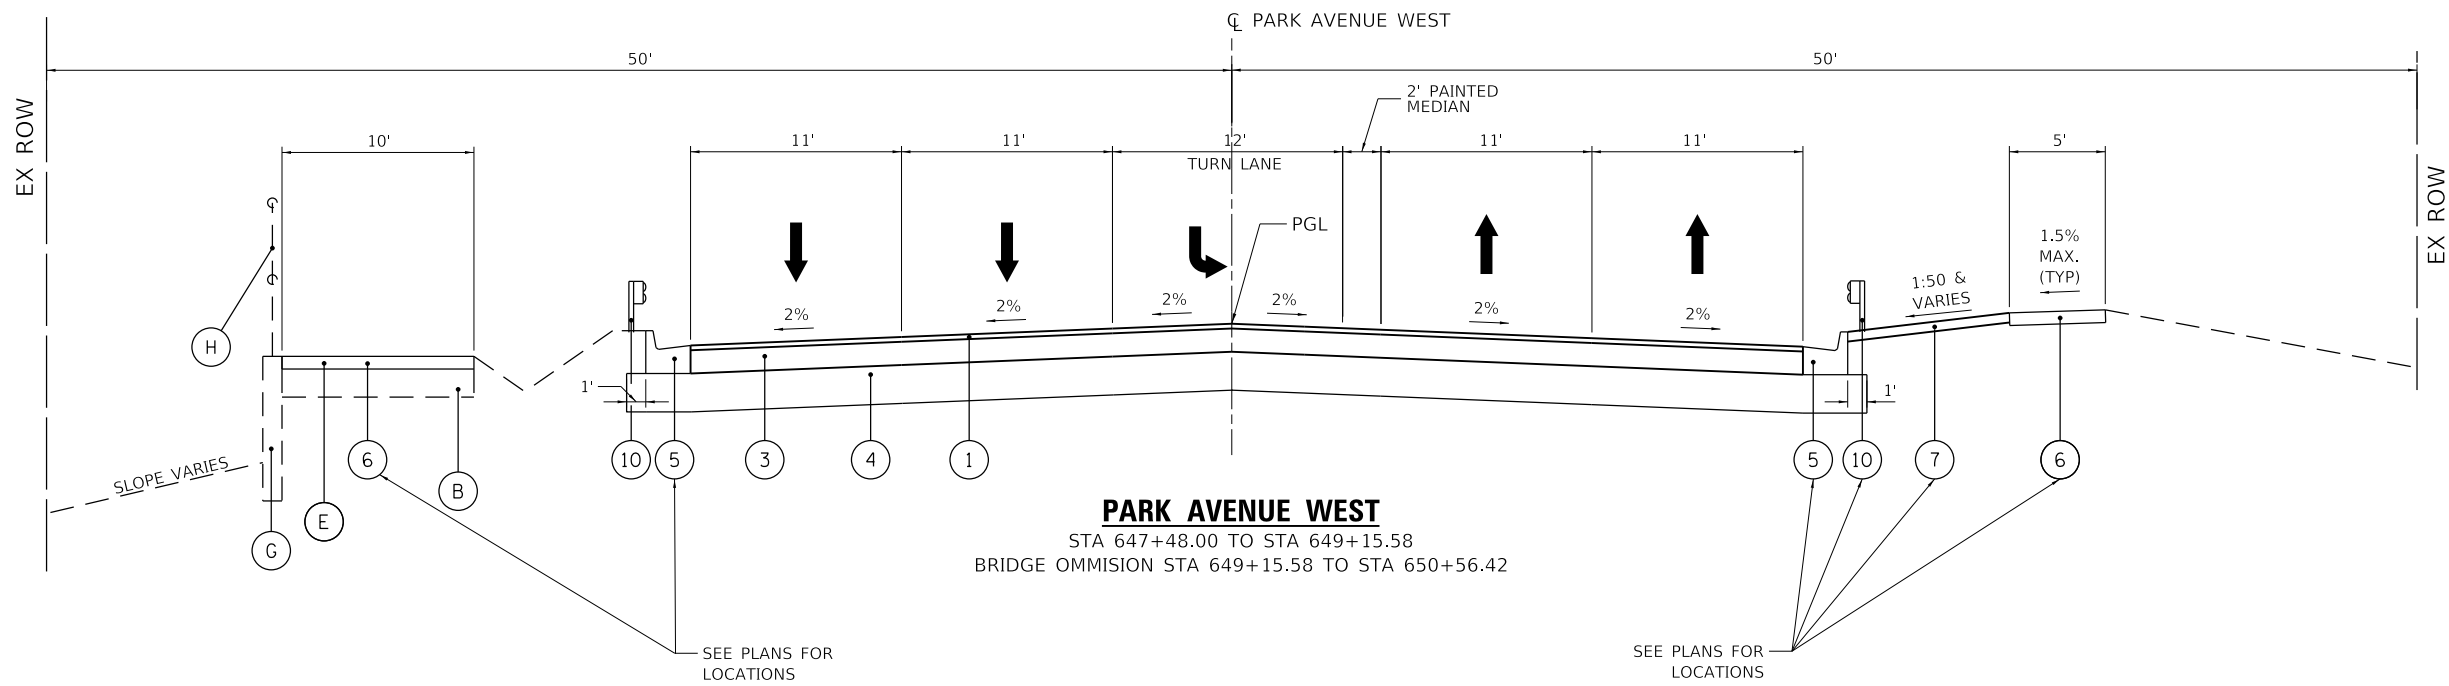 ℄ PARK AVENUE WEST
50'
50'
EX ROW
EX ROW
2' PAINTED
MEDIAN
10'
11'
11'
12'
TURN LANE
11'
11'
5'
PGL
1.5%
MAX.
(TYP)
1:50 &
VARIES
2%
2%
2%
2%
2%
2%
H
1'
1'
SLOPE VARIES
6
B
E
G
10
5
3
4
1
5
10
7
6
PARK AVENUE WEST
STA 647+48.00 TO STA 649+15.58
BRIDGE OMMISION STA 649+15.58 TO STA 650+56.42
SEE PLANS FOR
LOCATIONS
SEE PLANS FOR
LOCATIONS